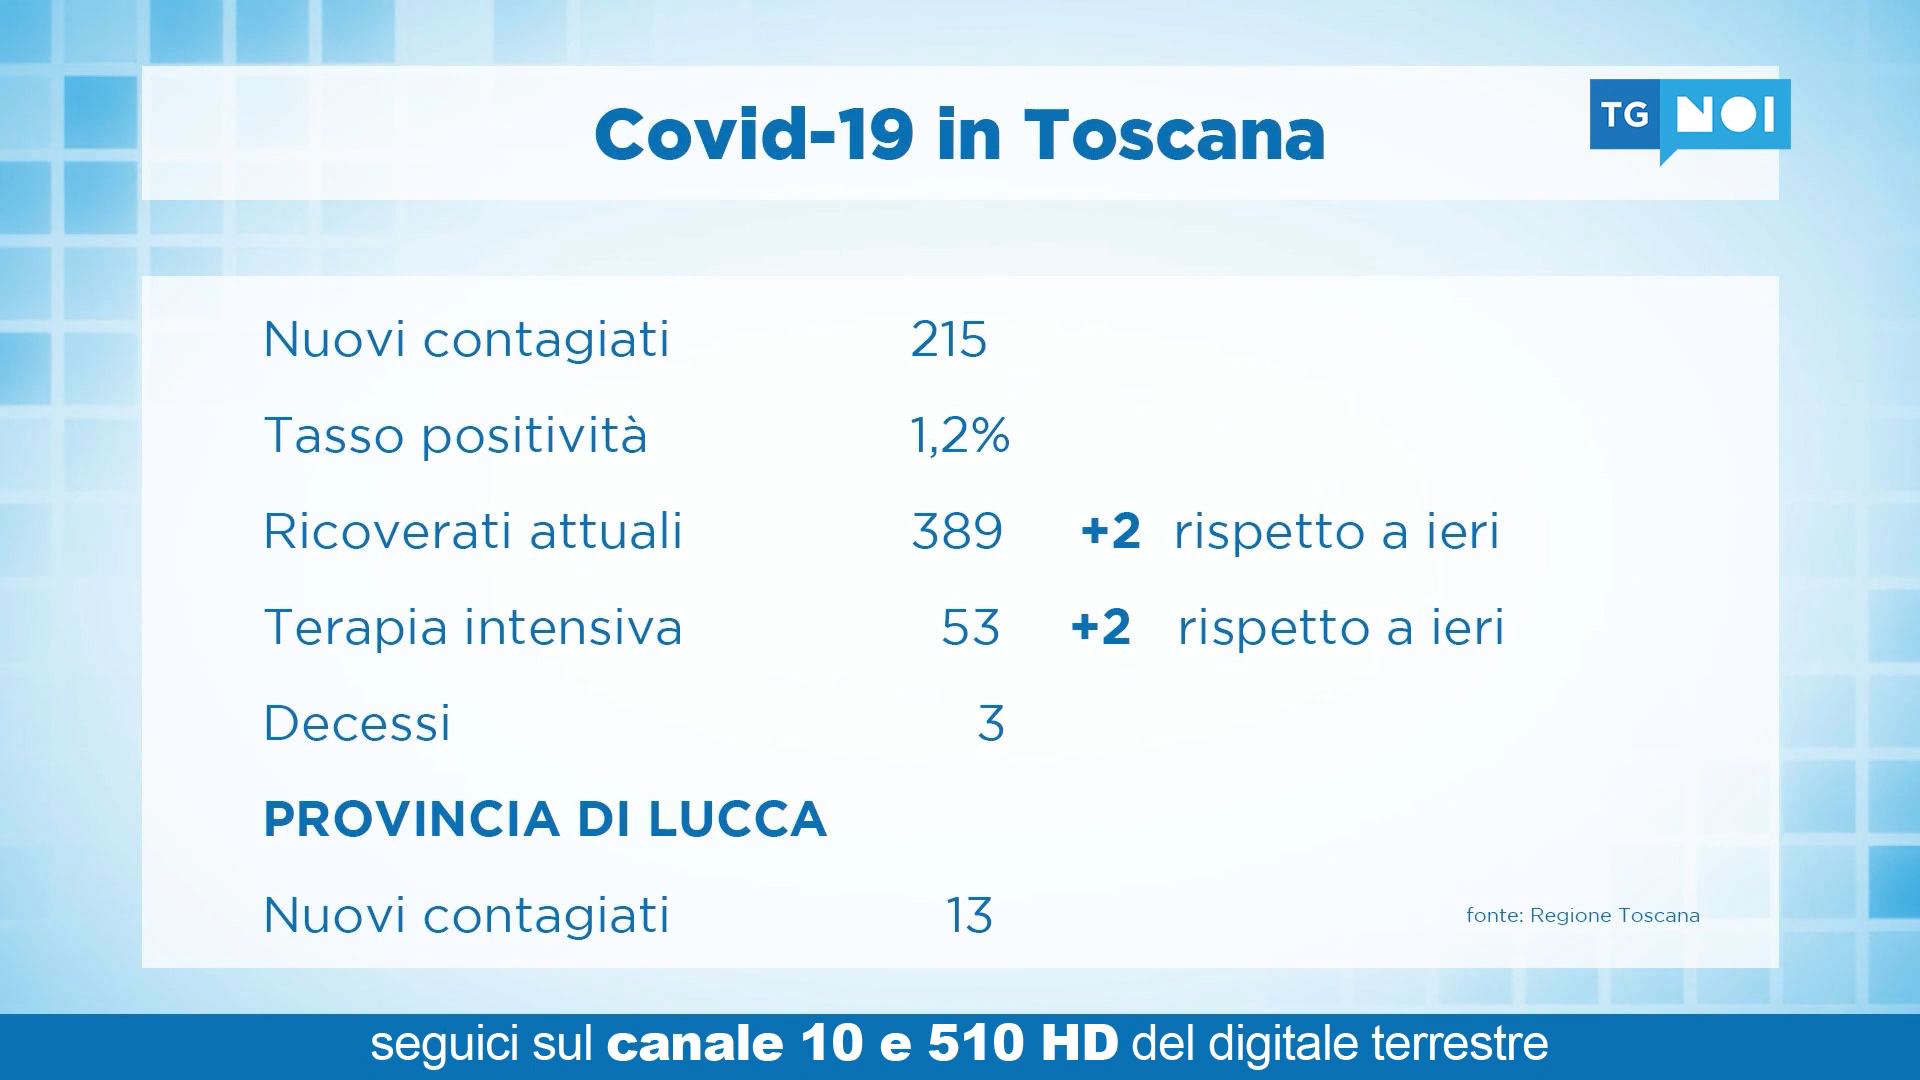 Covid-19 in Toscana
TG NOI
Nuovi contagiati 215
Tasso positività 1,2%
Ricoverati attuali 389 +2 rispetto a ieri
Terapia intensiva 53 +2 rispetto a ieri
Decessi 3
PROVINCIA DI LUCCA
Nuovi contagiati 13
fonte: Regione Toscana
seguici sul canale 10 e 510 HD del digitale terrestre